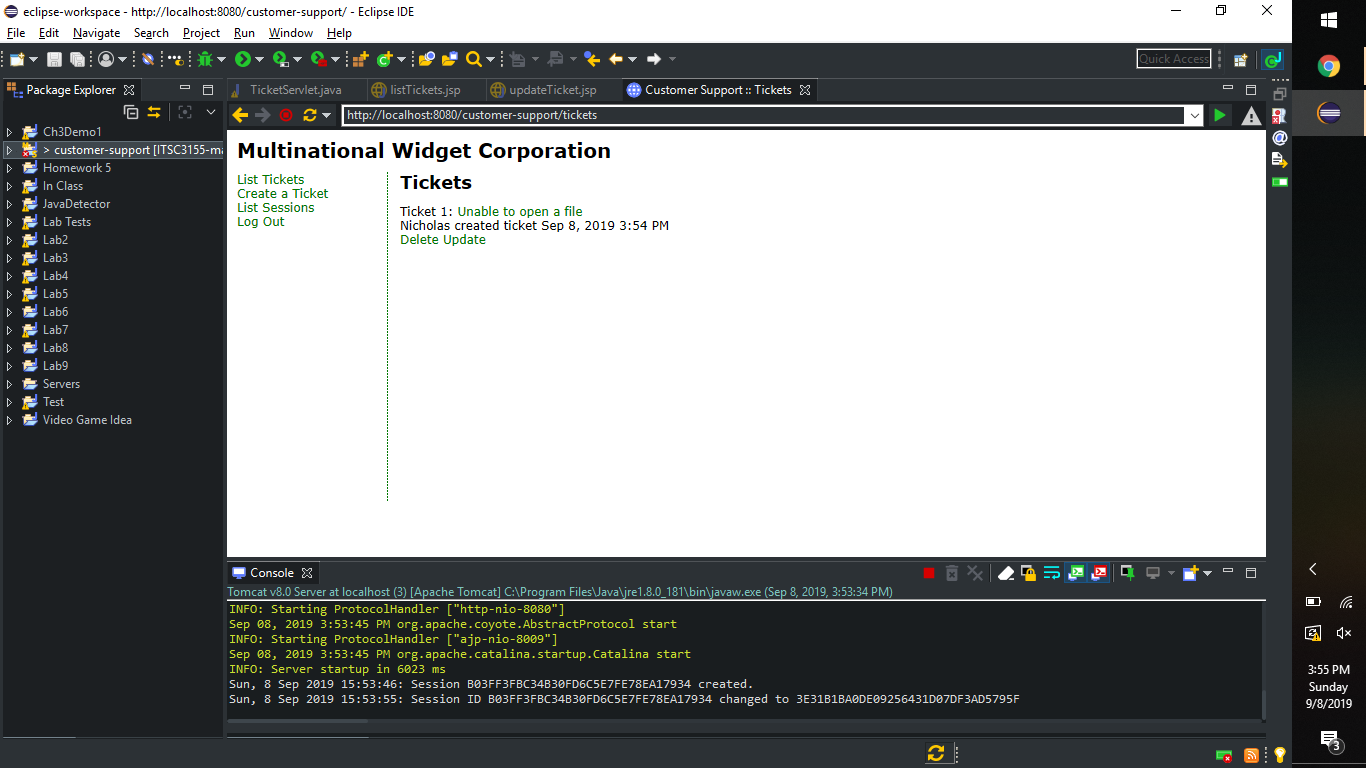 eclipse-workspace - http://localhost:8080/customer-support/ - Eclipse IDE
File Edit Navigate Search Project Run Window Help
Quick Access
Package Explorer
TicketServlet.java
listTickets.jsp
updateTicket.jsp
Customer Support :: Tickets
http://localhost:8080/customer-support/tickets
Ch3Demo1
> customer-support [ITSC3155-ma
Homework 5
In Class
JavaDetector
Lab Tests
Lab2
Lab3
Lab4
Lab5
Lab6
Lab7
Lab8
Lab9
Servers
Test
Video Game Idea
Multinational Widget Corporation
List Tickets
Create a Ticket
List Sessions
Log Out
Tickets
Ticket 1: Unable to open a file
Nicholas created ticket Sep 8, 2019 3:54 PM
Delete Update
Console
Tomcat v8.0 Server at localhost (3) [Apache Tomcat] C:\Program Files\Java\jre1.8.0_181\bin\javaw.exe (Sep 8, 2019, 3:53:34 PM)
INFO: Starting ProtocolHandler ["http-nio-8080"]
Sep 08, 2019 3:53:45 PM org.apache.coyote.AbstractProtocol start
INFO: Starting ProtocolHandler ["ajp-nio-8009"]
Sep 08, 2019 3:53:45 PM org.apache.catalina.startup.Catalina start
INFO: Server startup in 6023 ms
Sun, 8 Sep 2019 15:53:46: Session B03FF3FBC34B30FD6C5E7FE78EA17934 created.
Sun, 8 Sep 2019 15:53:55: Session ID B03FF3FBC34B30FD6C5E7FE78EA17934 changed to 3E31B1BA0DE09256431D07DF3AD5795F
3:55 PM
Sunday
9/8/2019
3